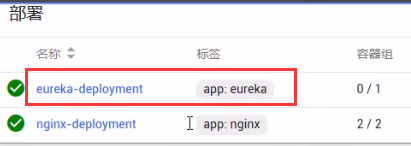 部署
名称 标签 容器组
eureka-deployment app: eureka 0 / 1
nginx-deployment app: nginx 2 / 2